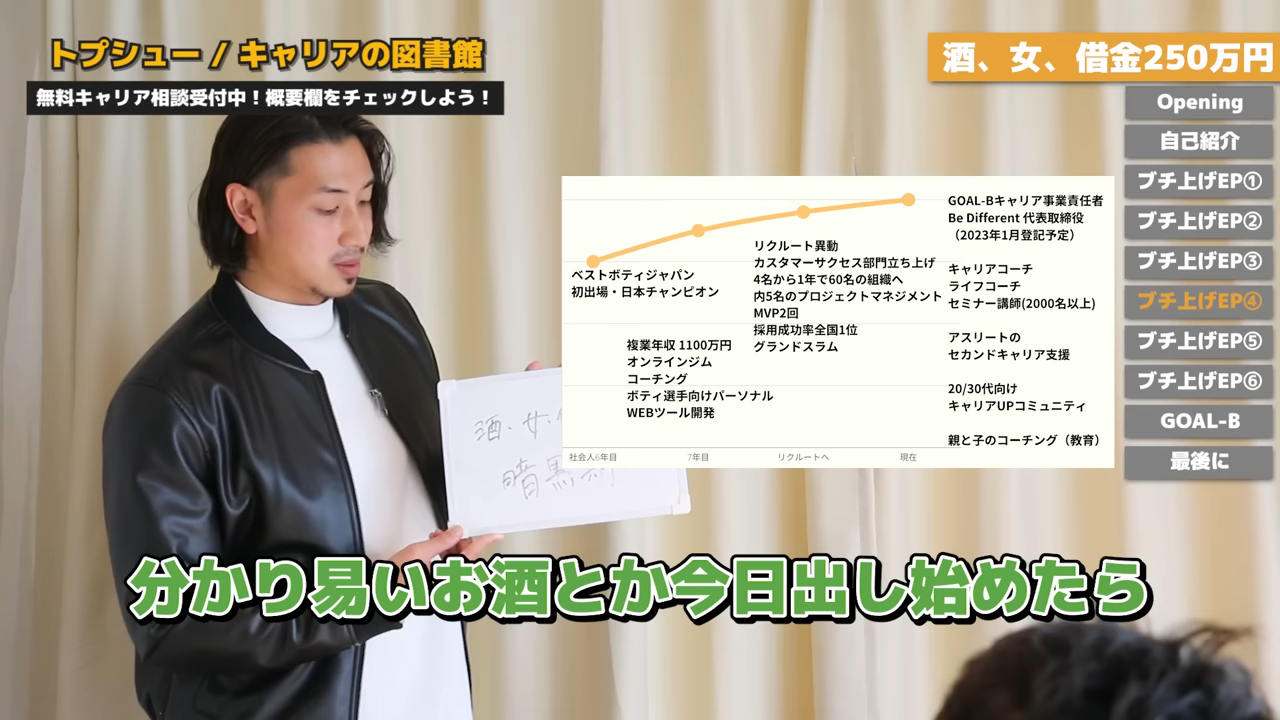 トプシュー / キャリアの図書館
無料キャリア相談受付中！概要欄をチェックしよう！
酒、女、借金250万円
Opening
自己紹介
ブチ上げEP①
ブチ上げEP②
ブチ上げEP③
ブチ上げEP④
ブチ上げEP⑤
ブチ上げEP⑥
GOAL-B
最後に
ベストボティジャパン
初出場・日本チャンピオン
複業年収 1100万円
オンラインジム
コーチング
ボティ選手向けパーソナル
WEBツール開発
リクルート異動
カスタマーサクセス部門立ち上げ
4名から1年で60名の組織へ
内5名のプロジェクトマネジメント
MVP2回
採用成功率全国1位
グランドスラム
GOAL-Bキャリア事業責任者
Be Different 代表取締役
（2023年1月登記予定）
キャリアコーチ
ライフコーチ
セミナー講師(2000名以上)
アスリートの
セカンドキャリア支援
20/30代向け
キャリアUPコミュニティ
親と子のコーチング（教育）
社会人6年目
7年目
リクルートへ
現在
酒、女、
暗黒
分かり易いお酒とか今日出し始めたら